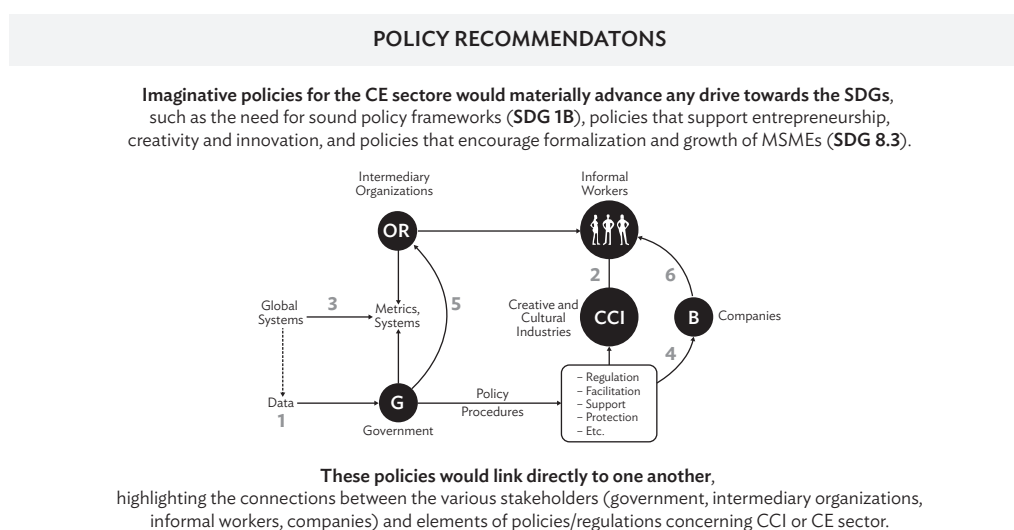 POLICY RECOMMENDATONS
Imaginative policies for the CE sectore would materially advance any drive towards the SDGs,
such as the need for sound policy frameworks (SDG 1B), policies that support entrepreneurship,
creativity and innovation, and policies that encourage formalization and growth of MSMEs (SDG 8.3).
Intermediary
Organizations
Informal
Workers
OR
2
6
Global
Systems
3
Metrics,
Systems
5
Creative and
Cultural
Industries
CCI
B
Companies
4
Data
1
G
Government
Policy
Procedures
– Regulation
– Facilitation
– Support
– Protection
– Etc.
These policies would link directly to one another,
highlighting the connections between the various stakeholders (government, intermediary organizations,
informal workers, companies) and elements of policies/regulations concerning CCI or CE sector.